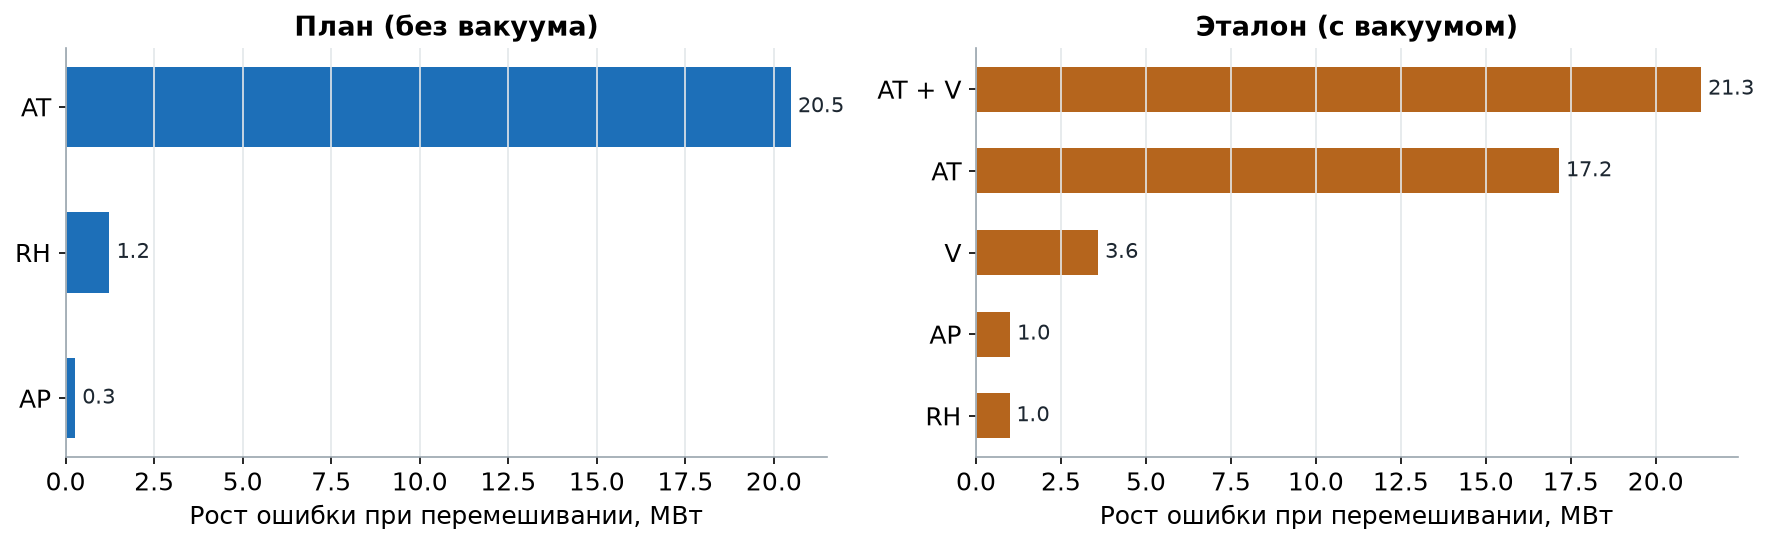 План (без вакуума)
AT
20.5
RH
1.2
AP
0.3
0.0 2.5 5.0 7.5 10.0 12.5 15.0 17.5 20.0
Рост ошибки при перемешивании, МВт
Эталон (с вакуумом)
AT + V
21.3
AT
17.2
V
3.6
AP
1.0
RH
1.0
0.0 2.5 5.0 7.5 10.0 12.5 15.0 17.5 20.0
Рост ошибки при перемешивании, МВт